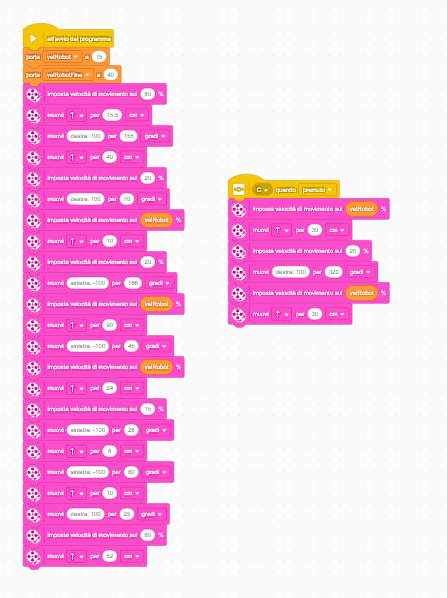 all'avvio del programma
porta velRobot a 75
porta velRobotFine a 40
imposta velocità di movimento sul 80 %
muovi per 15.5 cm
muovi destra: 100 per 155 gradi
muovi per 40 cm
imposta velocità di movimento sul 20 %
muovi destra: 100 per 70 gradi
imposta velocità di movimento sul velRobot %
muovi per 10 cm
imposta velocità di movimento sul 20 %
muovi sinistra: -100 per 186 gradi
imposta velocità di movimento sul velRobot %
muovi per 90 cm
muovi sinistra: -100 per 45 gradi
imposta velocità di movimento sul velRobot %
muovi per 24 cm
imposta velocità di movimento sul 15 %
muovi sinistra: -100 per 28 gradi
muovi per 8 cm
muovi sinistra: -100 per 80 gradi
muovi per 10 cm
muovi destra: 100 per 25 gradi
imposta velocità di movimento sul 80 %
muovi per 52 cm
C quando premuto
imposta velocità di movimento sul velRobot %
muovi per 30 cm
imposta velocità di movimento sul 20 %
muovi destra: 100 per 320 gradi
imposta velocità di movimento sul velRobot %
muovi per 30 cm